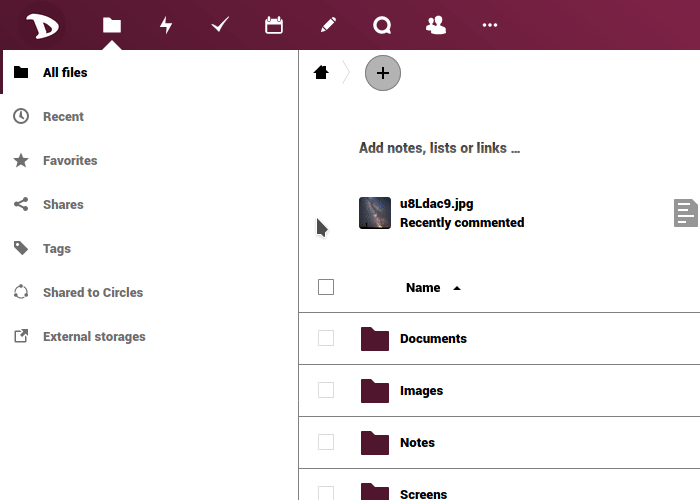 All files
Recent
Favorites
Shares
Tags
Shared to Circles
External storages
Add notes, lists or links ...
u8Ldac9.jpg
Recently commented
Name
Documents
Images
Notes
Screens